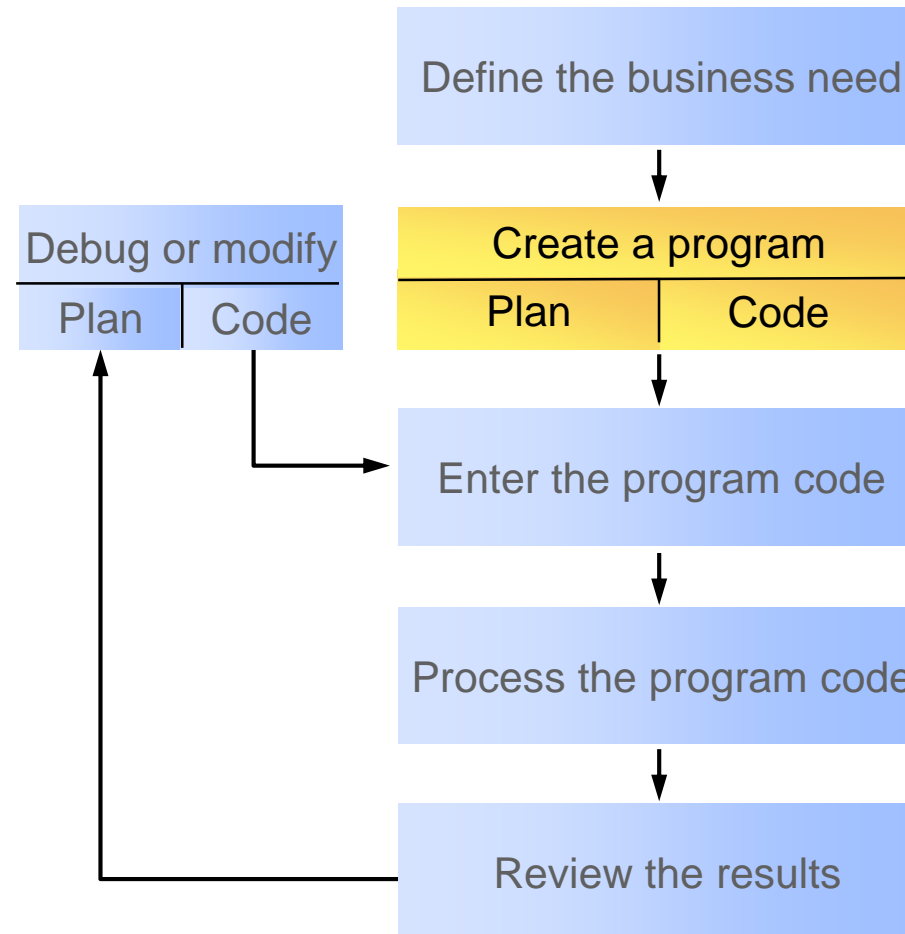 Define the business need
Debug or modify
Plan
Code
Create a program
Plan
Code
Enter the program code
Process the program code
Review the results